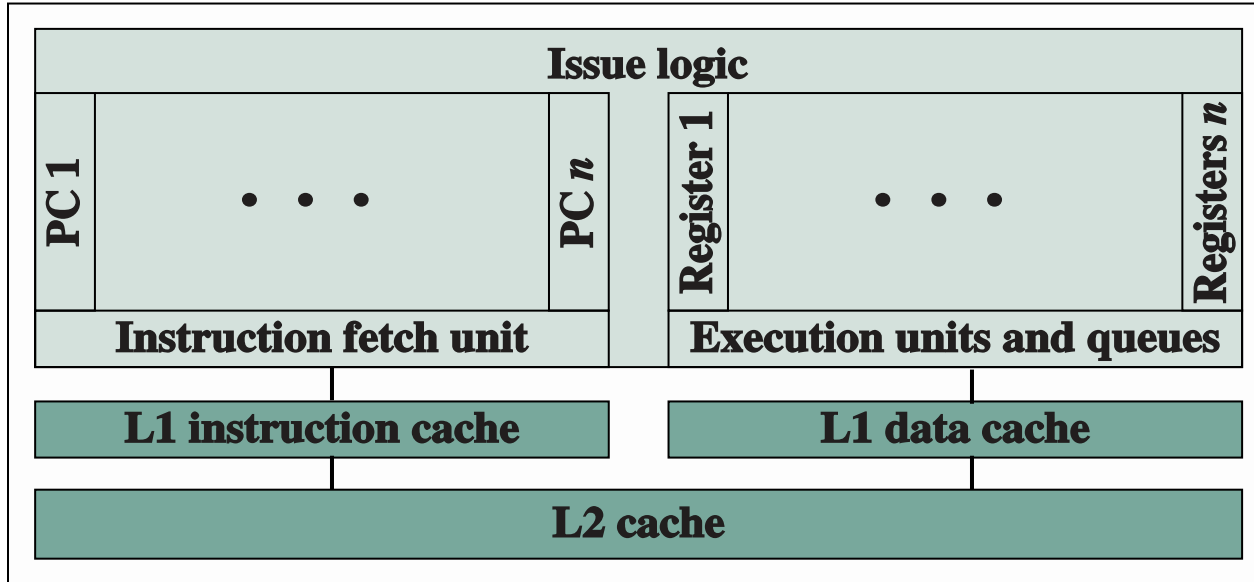 Issue logic
PC 1
PC n
Register 1
Registers n
Instruction fetch unit
Execution units and queues
L1 instruction cache
L1 data cache
L2 cache